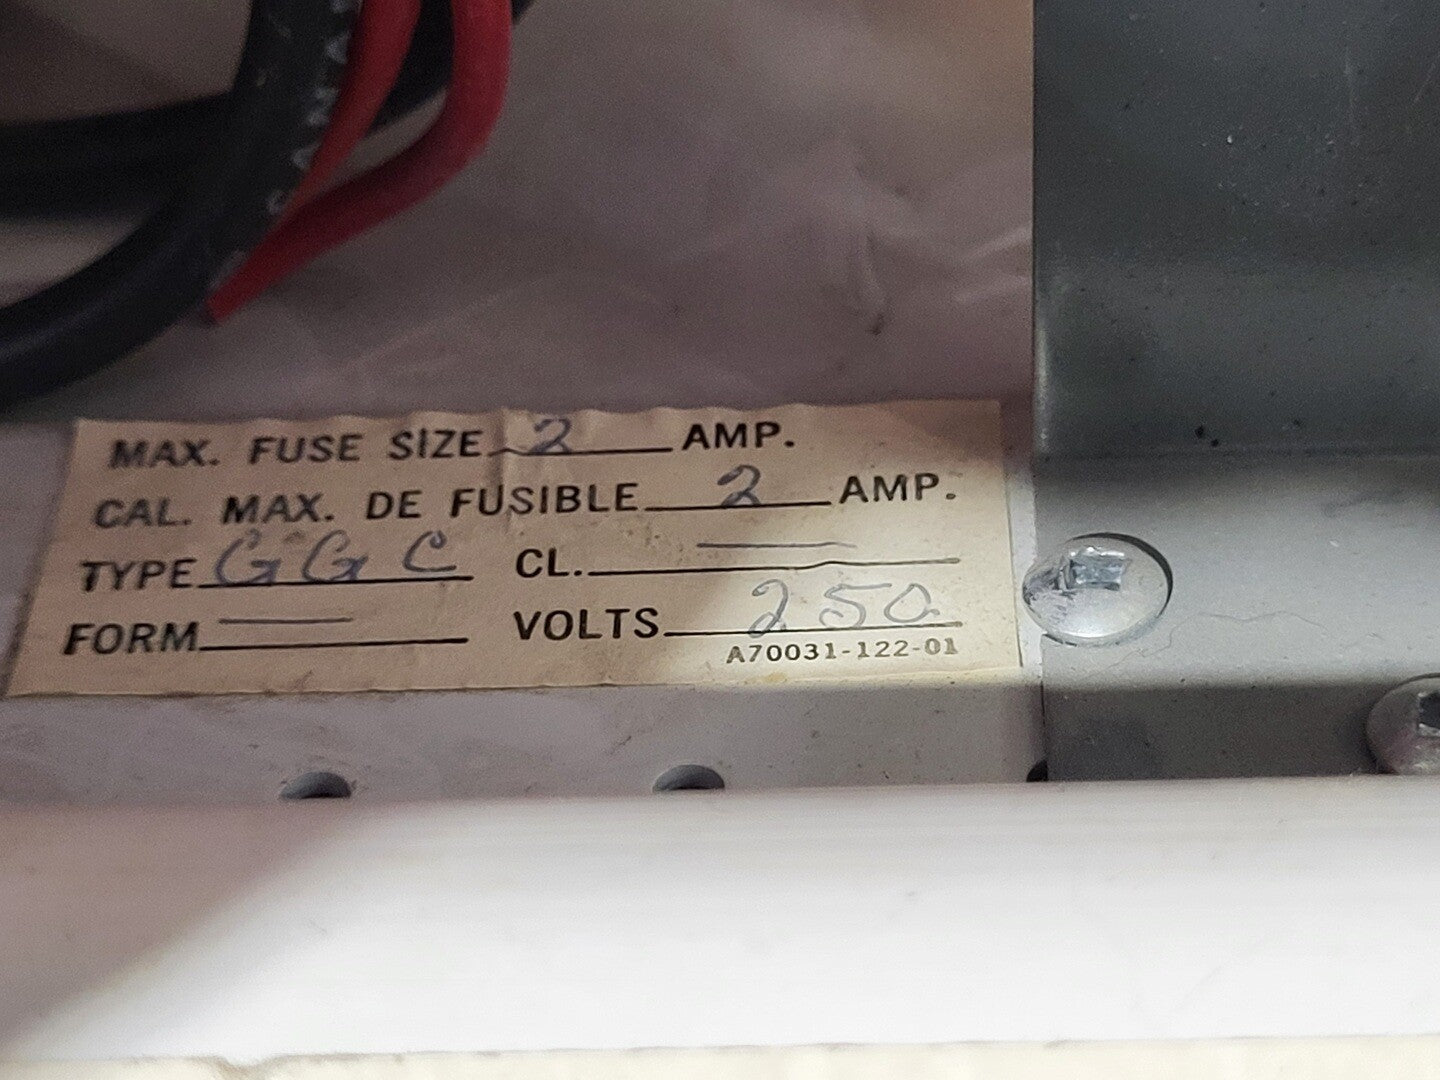 MAX. FUSE SIZE 2 AMP.
CAL. MAX. DE FUSIBLE 2 AMP.
TYPE GGC CL. —
FORM — VOLTS 250
A70031-122-01